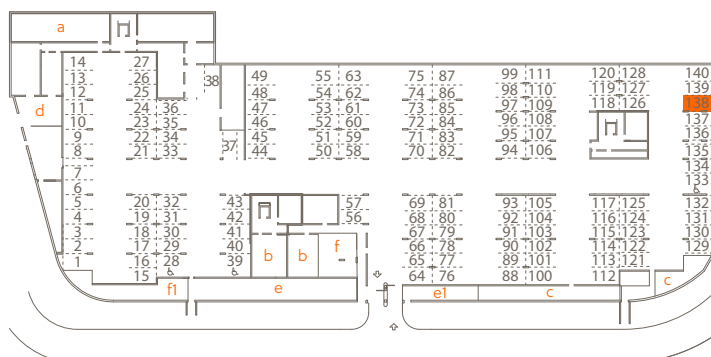 a
14 27 38 49 55 63 75 87 99 111 120 128 140
13 26 48 54 62 74 86 98 110 119 127 139
12 25 47 53 61 73 85 97 109 118 126 138
d
11 24 36 46 52 60 72 84 96 108 137
10 23 35 45 51 59 71 83 95 107 136
9 22 34 37 44 50 58 70 82 94 106 135
8 21 33 134
7 133
6
5 20 32 43 57 69 81 93 105 117 125 132
4 19 31 42 56 68 80 92 104 116 124 131
3 18 30 41 67 79 91 103 115 123 130
2 17 29 40 66 78 90 102 114 122 129
1 16 28 39 b b f 65 77 89 101 113 121
15 64 76 88 100 112 c
f1 e e1 c